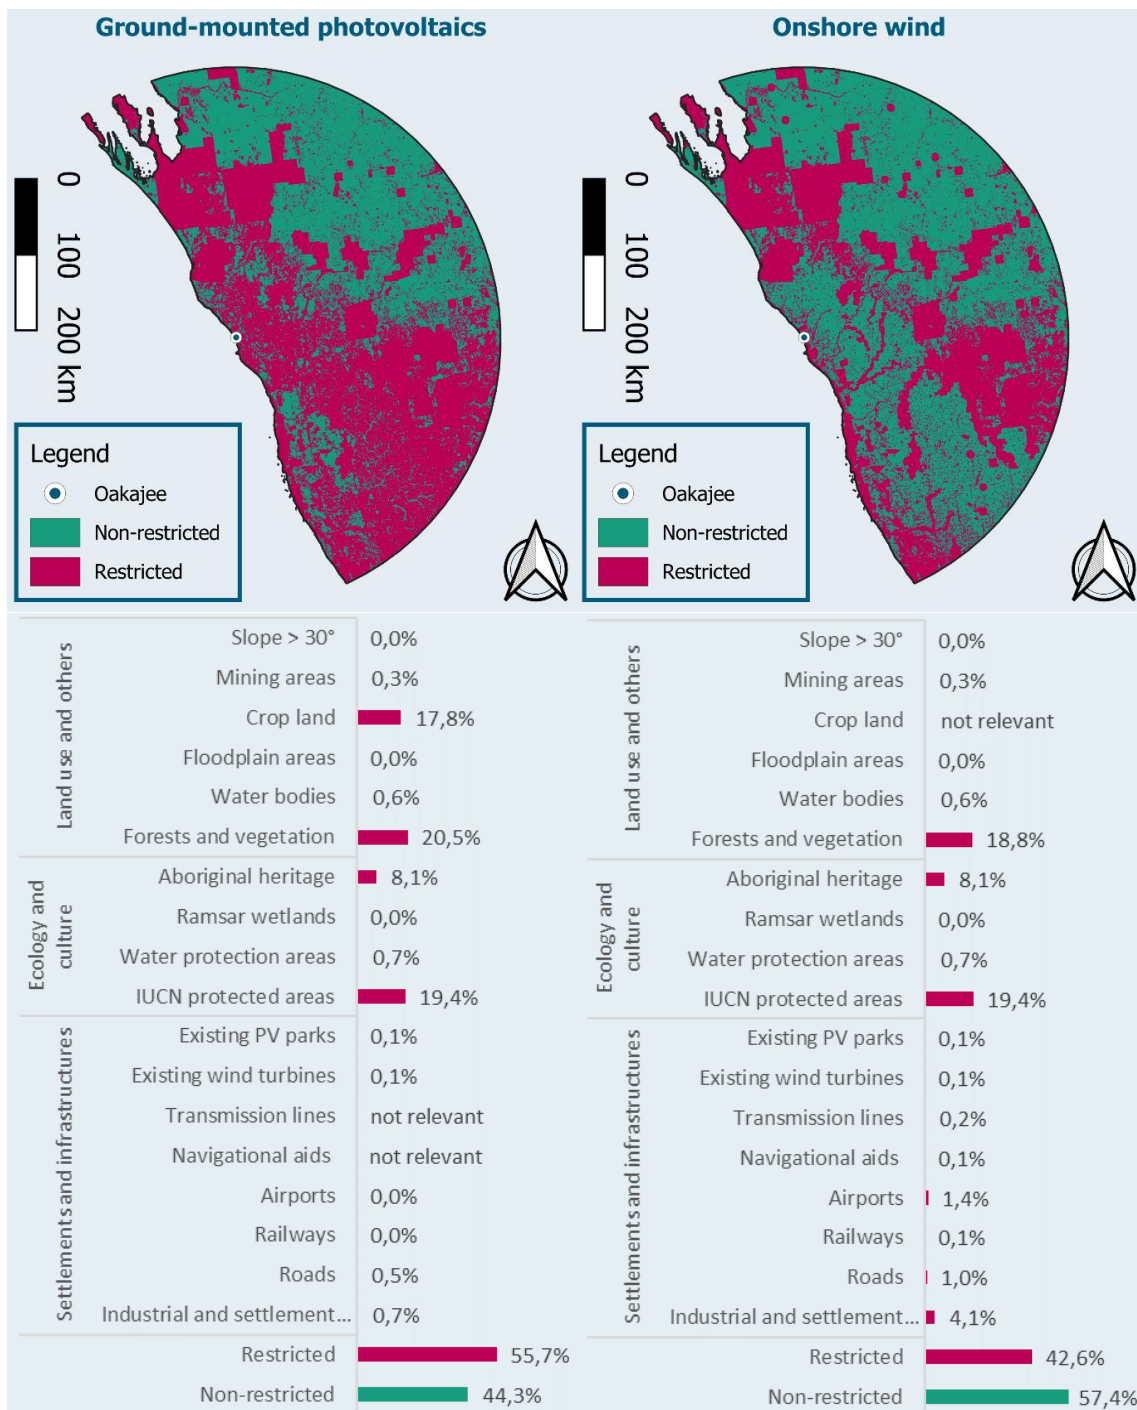 Ground-mounted photovoltaics
0 100 200 km
Legend
Oakajee
Non-restricted
Restricted
Onshore wind
0 100 200 km
Legend
Oakajee
Non-restricted
Restricted
Land use and others
Slope > 30° 0,0%
Mining areas 0,3%
Crop land 17,8%
Floodplain areas 0,0%
Water bodies 0,6%
Forests and vegetation 20,5%
Ecology and
culture
Aboriginal heritage 8,1%
Ramsar wetlands 0,0%
Water protection areas 0,7%
IUCN protected areas 19,4%
Settlements and infrastructures
Existing PV parks 0,1%
Existing wind turbines 0,1%
Transmission lines not relevant
Navigational aids not relevant
Airports 0,0%
Railways 0,0%
Roads 0,5%
Industrial and settlement... 0,7%
Restricted 55,7%
Non-restricted 44,3%
Land use and others
Slope > 30° 0,0%
Mining areas 0,3%
Crop land not relevant
Floodplain areas 0,0%
Water bodies 0,6%
Forests and vegetation 18,8%
Ecology and
culture
Aboriginal heritage 8,1%
Ramsar wetlands 0,0%
Water protection areas 0,7%
IUCN protected areas 19,4%
Settlements and infrastructures
Existing PV parks 0,1%
Existing wind turbines 0,1%
Transmission lines 0,2%
Navigational aids 0,1%
Airports 1,4%
Railways 0,1%
Roads 1,0%
Industrial and settlement... 4,1%
Restricted 42,6%
Non-restricted 57,4%